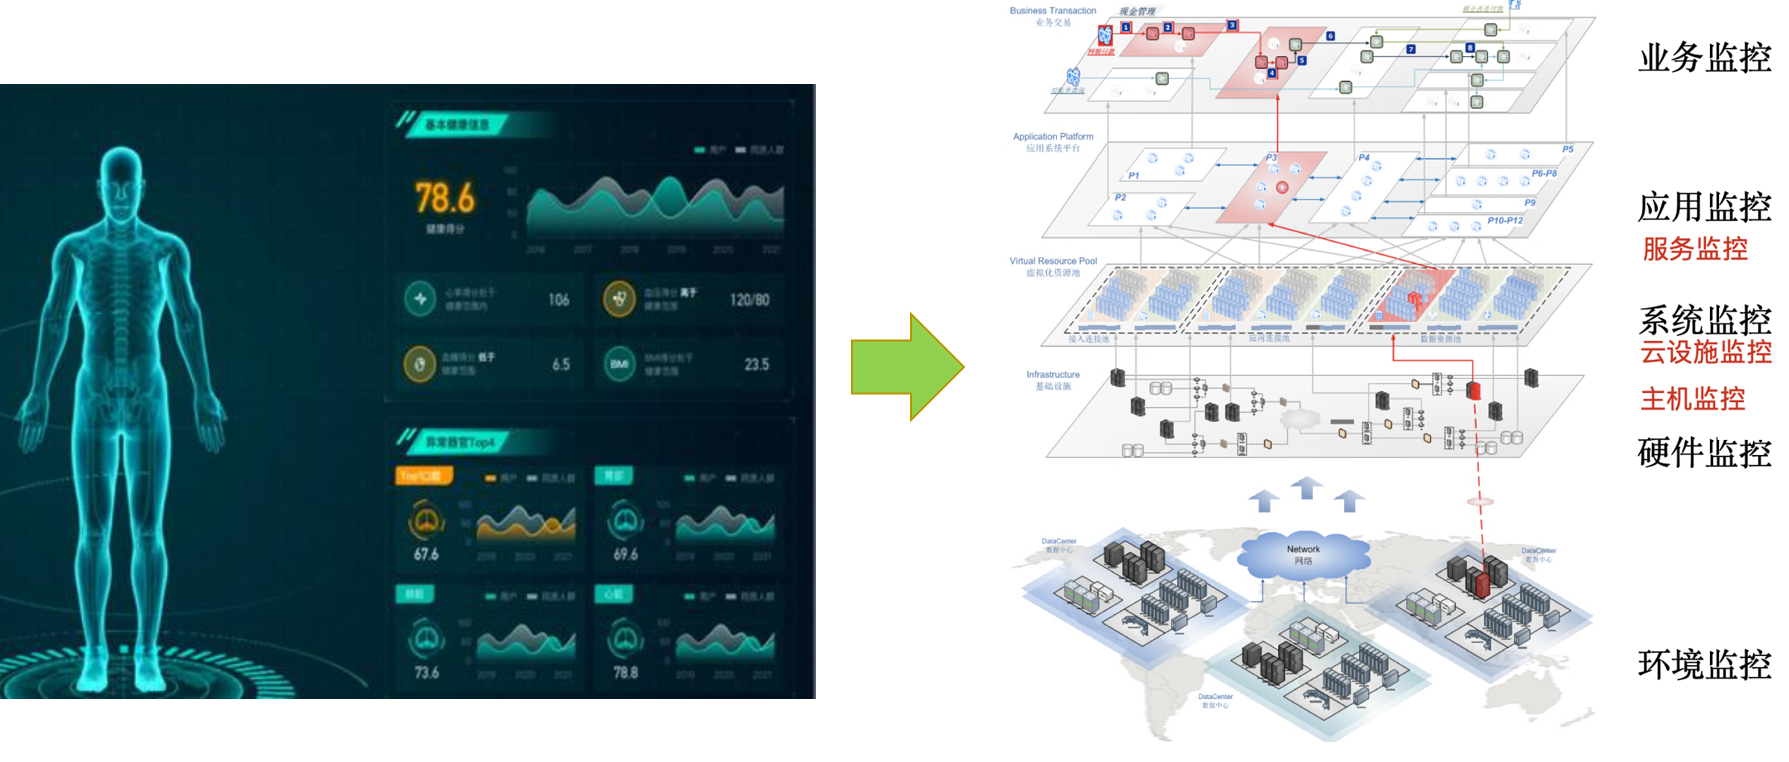 基本健康信息
用户
同质人群
78.6
健康得分
100
80
60
0
2016
2017
2018
2019
2020
2021
心率得分处于
健康范围内
106
血压得分 高于
健康范围
120/80
血糖得分 低于
健康范围
6.5
BMI
BMI得分处于
健康范围
23.5
异常器官Top4
Top1口腔
用户
同质人群
67.6
2019
2020
2021
胃部
用户
同质人群
69.6
2019
2020
2021
用户
同质人群
73.6
2019
2020
2021
心脏
用户
同质人群
78.8
2019
2020
2021
Business Transaction
业务交易
现金管理
1
2
3
4
5
6
7
8
Application Platform
应用系统平台
P1
P2
P3
P4
P5
P6-P8
P9
P10-P12
Virtual Resource Pool
虚拟化资源池
接入连接池
应用连接池
数据资源池
Infrastructure
基础设施
DataCenter
数据中心
Network
网络
DataCenter
数据中心
DataCenter
数据中心
业务监控
应用监控
服务监控
系统监控
云设施监控
主机监控
硬件监控
环境监控